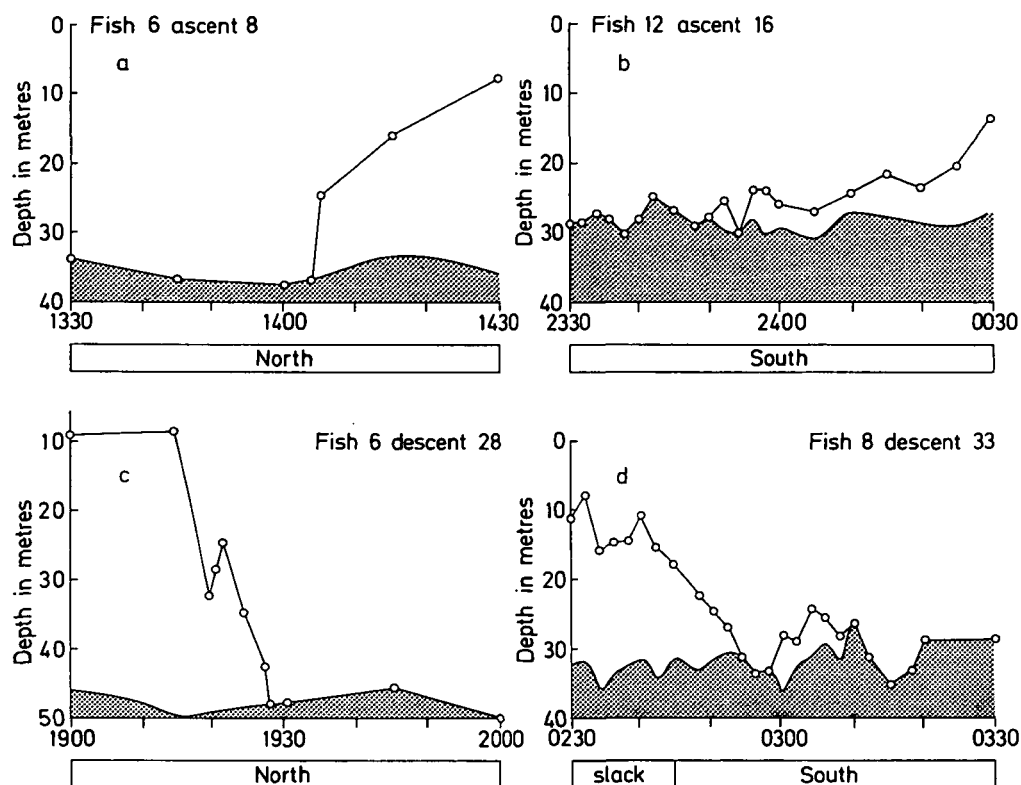 Fish 6 ascent 8
a
Depth in metres
0
10
20
30
40
1330
1400
1430
North
Fish 12 ascent 16
b
Depth in metres
0
10
20
30
40
2330
2400
0030
South
Fish 6 descent 28
c
Depth in metres
10
20
30
40
50
1900
1930
2000
North
Fish 8 descent 33
d
Depth in metres
0
10
20
30
40
0230
0300
0330
slack
South